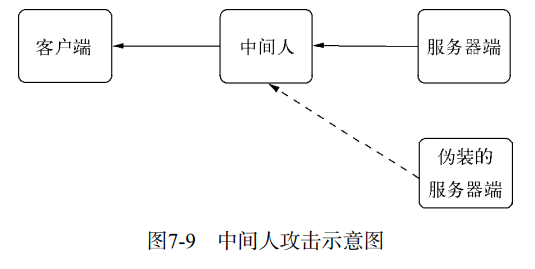 客户端
中间人
服务器端
伪装的
服务器端
图7-9 中间人攻击示意图